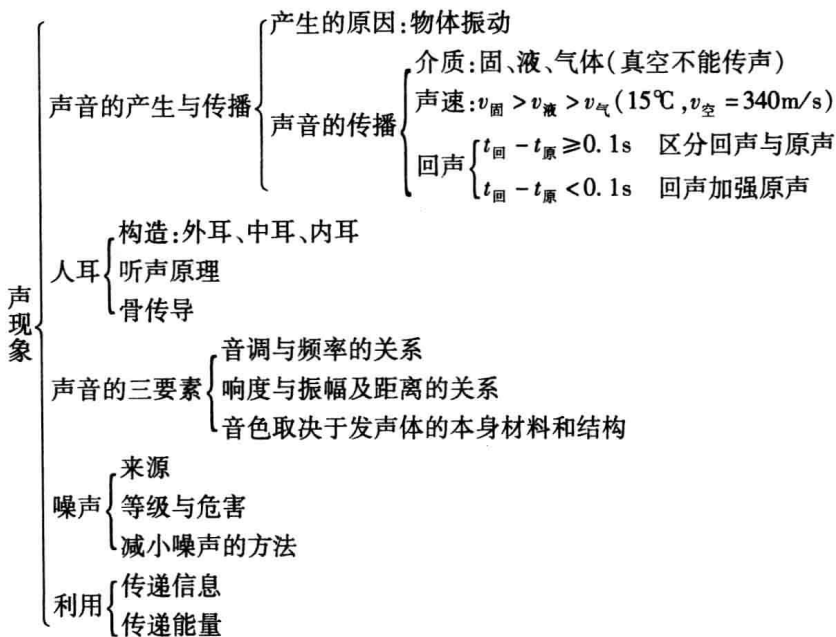 声现象
声音的产生与传播
产生的原因:物体振动
声音的传播
介质:固、液、气体(真空不能传声)
声速:v固>v液>v气(15℃,v空=340m/s)
回声
t回-t原≥0.1s 区分回声与原声
t回-t原<0.1s 回声加强原声
人耳
构造:外耳、中耳、内耳
听声原理
骨传导
声音的三要素
音调与频率的关系
响度与振幅及距离的关系
音色取决于发声体的本身材料和结构
噪声
来源
等级与危害
减小噪声的方法
利用
传递信息
传递能量